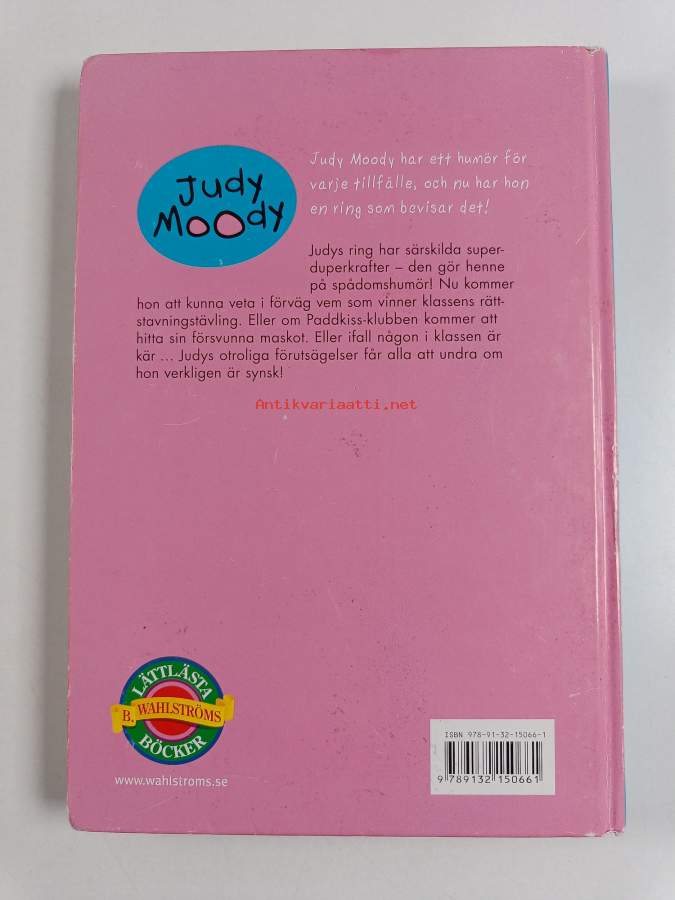 Judy
Moody
Judy Moody har ett humör för
varje tillfälle, och nu har hon
en ring som bevisar det!
Judys ring har särskilda super-
duperkrafter – den gör henne
på spådomshumör! Nu kommer
hon att kunna veta i förväg vem som vinner klassens rätt-
stavningstävling. Eller om Paddkiss-klubben kommer att
hitta sin försvunna maskot. Eller ifall någon i klassen är
kär ... Judys otroliga förutsägelser får alla att undra om
hon verkligen är synsk!
Antikvariaatti.net
LÄTTLÄSTA
B. WAHLSTRÖMS
BÖCKER
www.wahlstroms.se
ISBN 978-91-32-15066-1
9 789132 150661